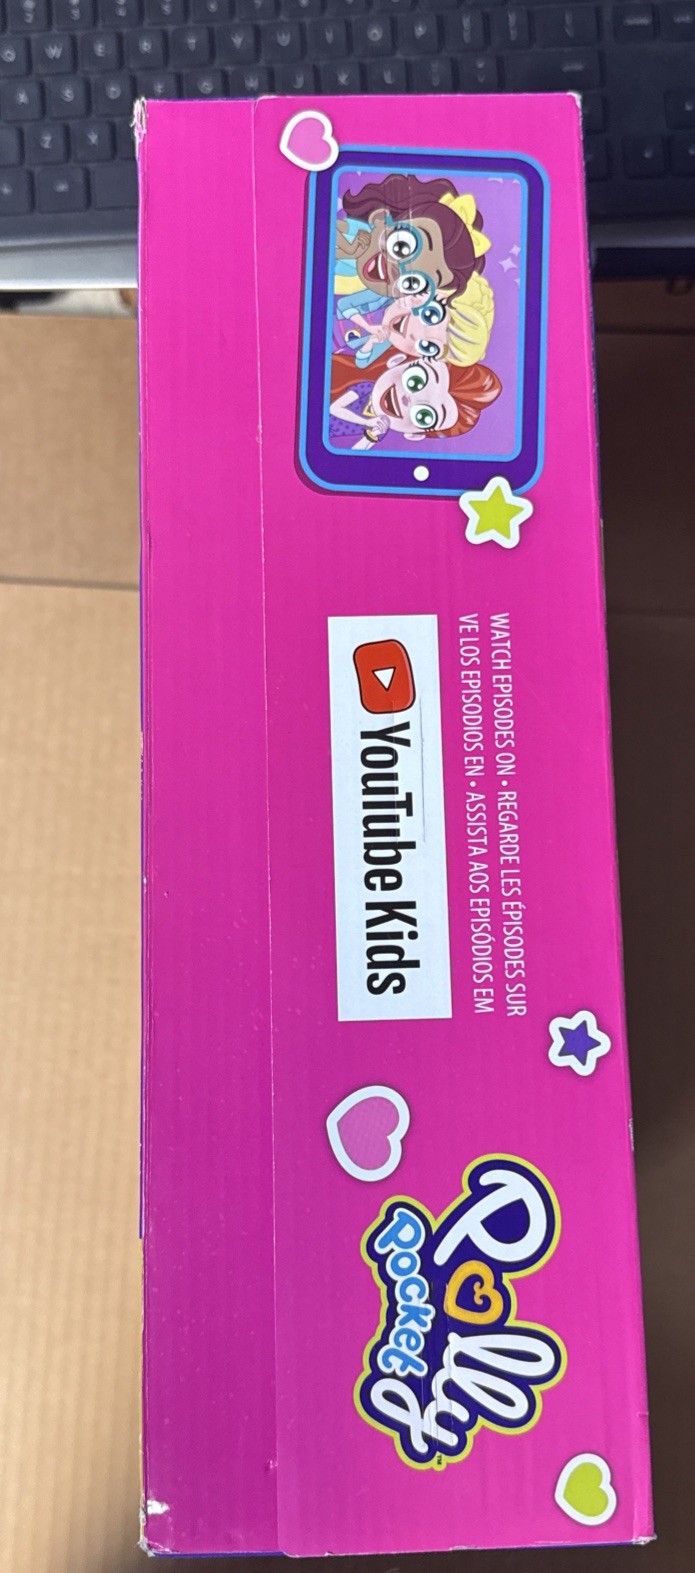 WATCH EPISODES ON • REGARDE LES ÉPISODES SUR
VE LOS EPISODIOS EN • ASSISTA AOS EPISÓDIOS EM
YouTube Kids
Polly
Pocket
TM